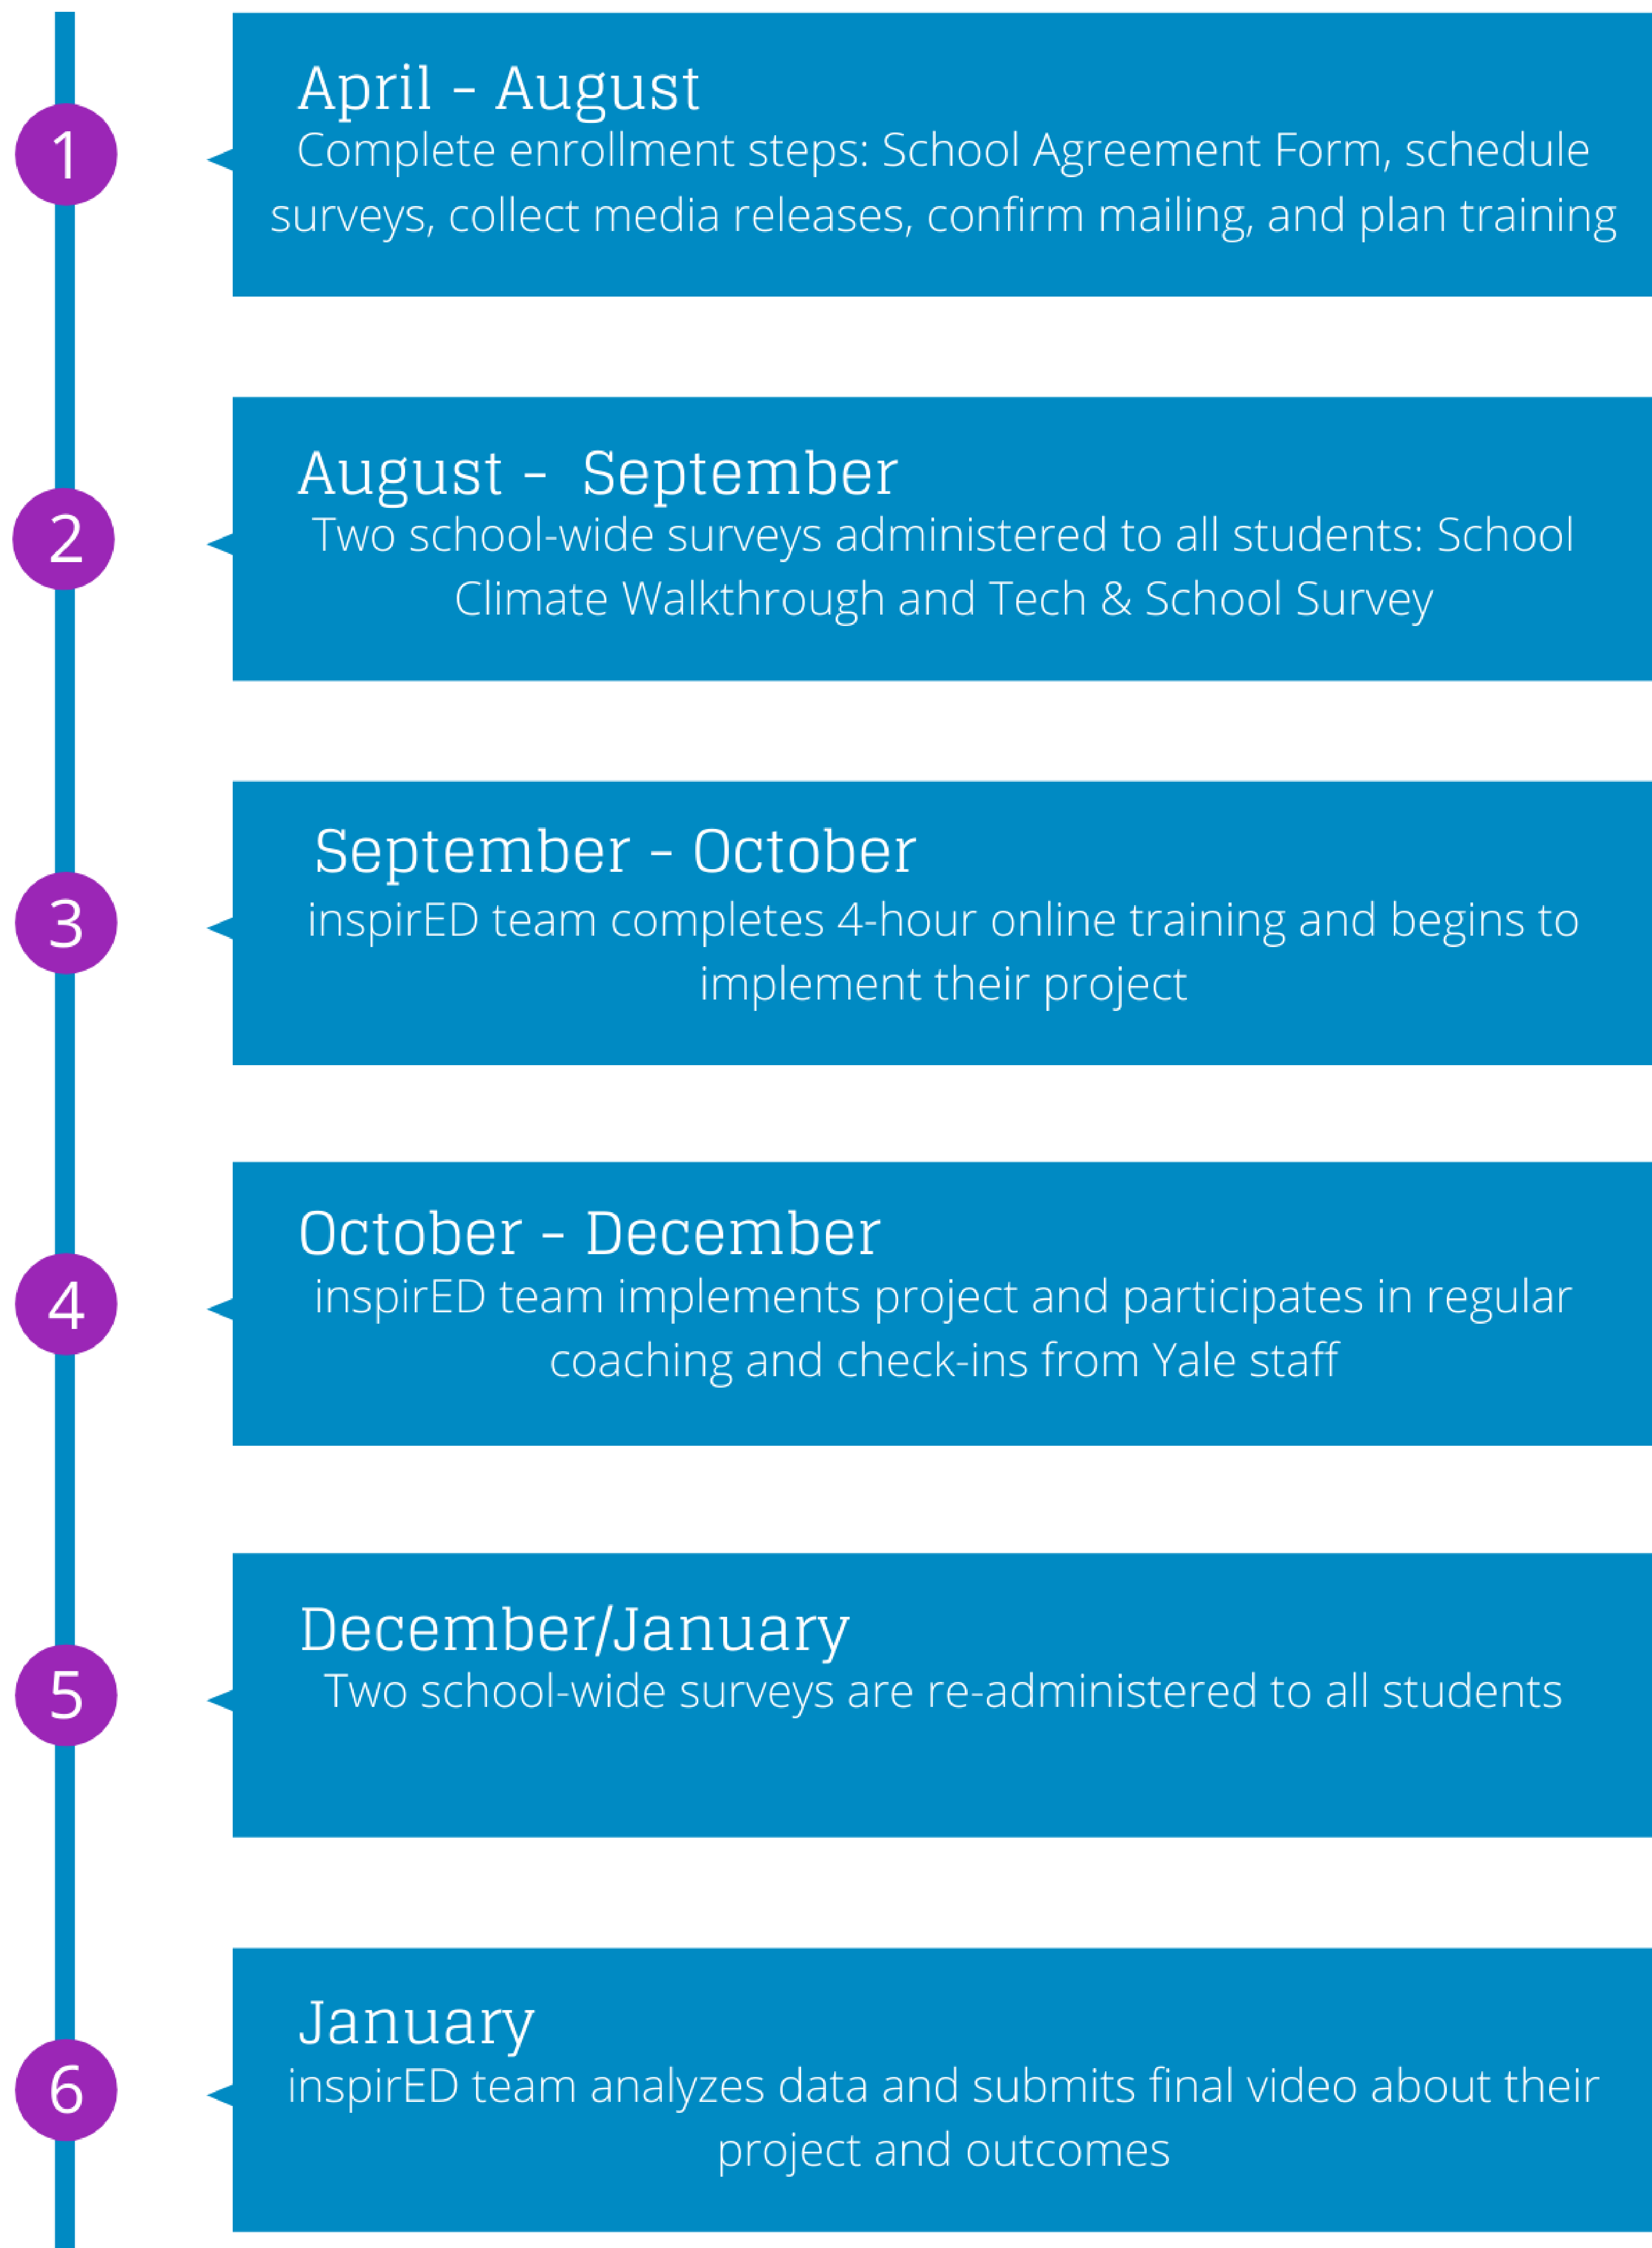 1
April – August
Complete enrollment steps: School Agreement Form, schedule
surveys, collect media releases, confirm mailing, and plan training
2
August – September
Two school-wide surveys administered to all students: School
Climate Walkthrough and Tech & School Survey
3
September – October
inspirED team completes 4-hour online training and begins to
implement their project
4
October – December
inspirED team implements project and participates in regular
coaching and check-ins from Yale staff
5
December/January
Two school-wide surveys are re-administered to all students
6
January
inspirED team analyzes data and submits final video about their
project and outcomes